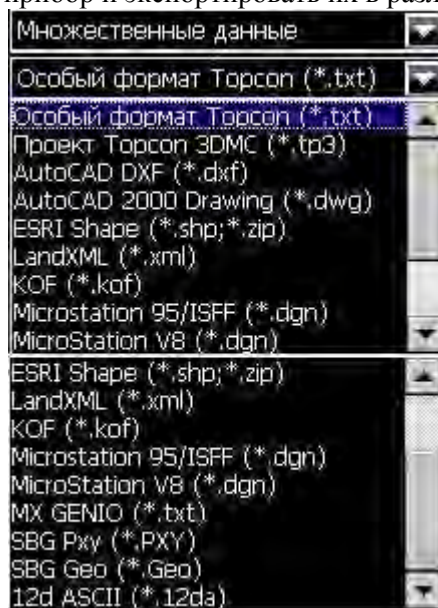 прибор и экспортировать их в разл
Множественные данные
Особый формат Topcon (*.txt)
Особый формат Topcon (*.txt)
Проект Topcon 3DMC (*.tp3)
AutoCAD DXF (*.dxf)
AutoCAD 2000 Drawing (*.dwg)
ESRI Shape (*.shp;*.zip)
LandXML (*.xml)
KOF (*.kof)
Microstation 95/ISFF (*.dgn)
MicroStation V8 (*.dgn)
ESRI Shape (*.shp;*.zip)
LandXML (*.xml)
KOF (*.kof)
Microstation 95/ISFF (*.dgn)
MicroStation V8 (*.dgn)
MX GENIO (*.txt)
SBG Pxy (*.PXY)
SBG Geo (*.Geo)
12d ASCII (*.12da)